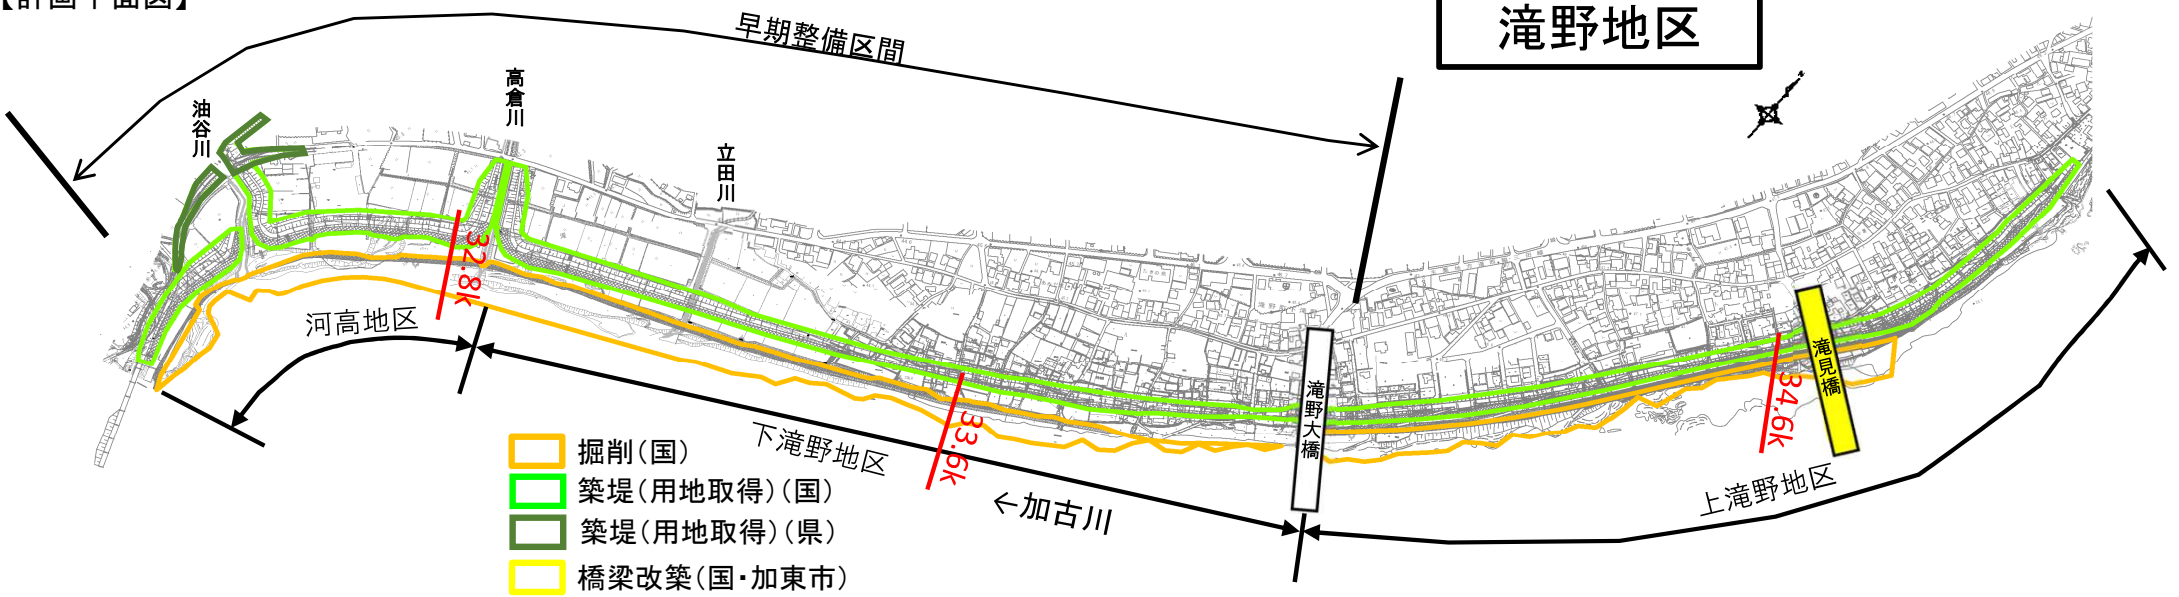 【計画平面図】
滝野地区
早期整備区間
油谷川
高倉川
立田川
32.8k
河高地区
下滝野地区
33.6k
←加古川
滝野大橋
34.6k
滝見橋
上滝野地区
掘削(国)
築堤(用地取得)(国)
築堤(用地取得)(県)
橋梁改築(国・加東市)